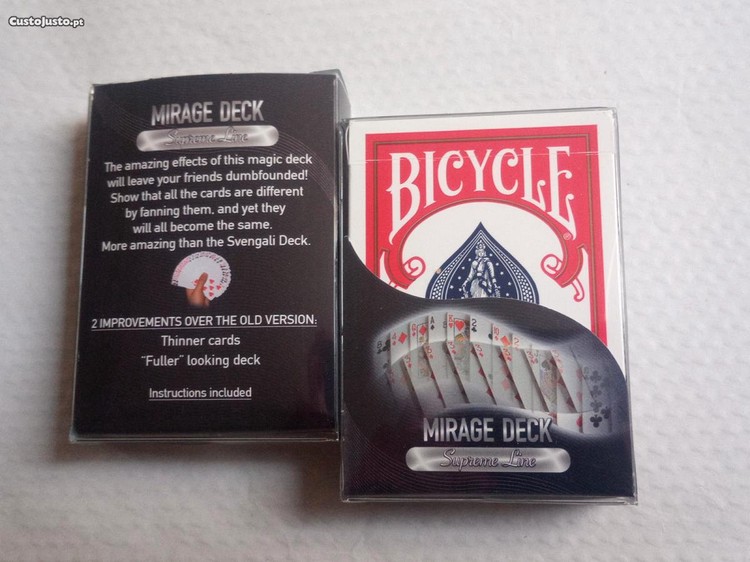 CustoJusto.pt
MIRAGE DECK
Supreme Line
The amazing effects of this magic deck
will leave your friends dumbfounded!
Show that all the cards are different
by fanning them, and yet they
will all become the same.
More amazing than the Svengali Deck.
2 IMPROVEMENTS OVER THE OLD VERSION:
Thinner cards
"Fuller" looking deck
Instructions included
BICYCLE
®
MIRAGE DECK
Supreme Line